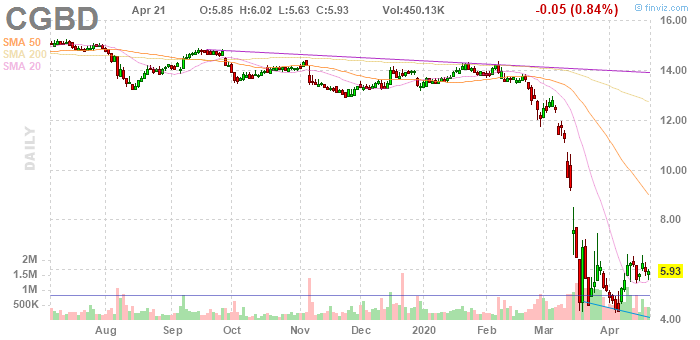 CGBD Apr 21 O:5.85 H:6.02 L:5.63 C:5.93 Vol:450.13K -0.05 (0.84%) © finviz.com
SMA 50
SMA 200
SMA 20
16.00
14.00
12.00
10.00
8.00
5.93
4.00
DAILY
2M
1.5M
1M
500K
Aug Sep Oct Nov Dec 2020 Feb Mar Apr